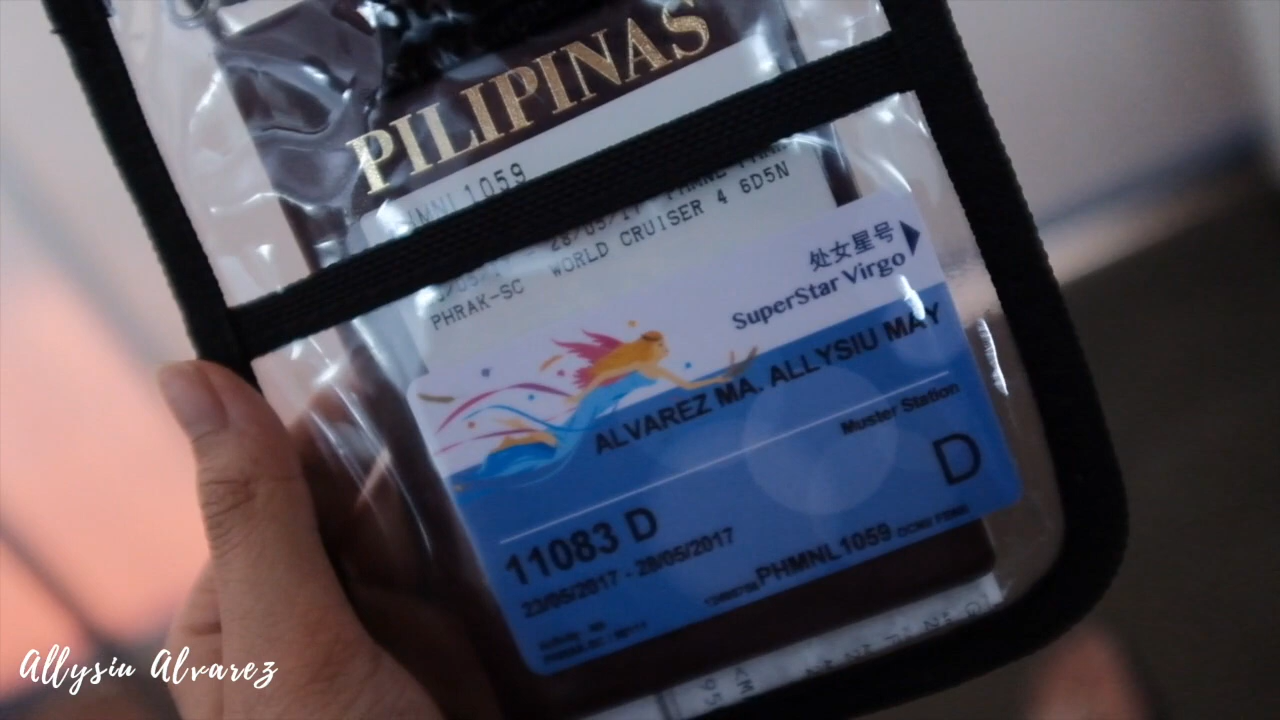 PILIPINAS
HMNL1059
WORLD CRUISER 4 6D5N
PHRAK-SC
处女星号
SuperStar Virgo
ALVAREZ MA. ALLYSIU MAY
Muster Station
D
11083 D
23/05/2017 - 28/05/2017
PHMNL1059
Allysiu Alvarez